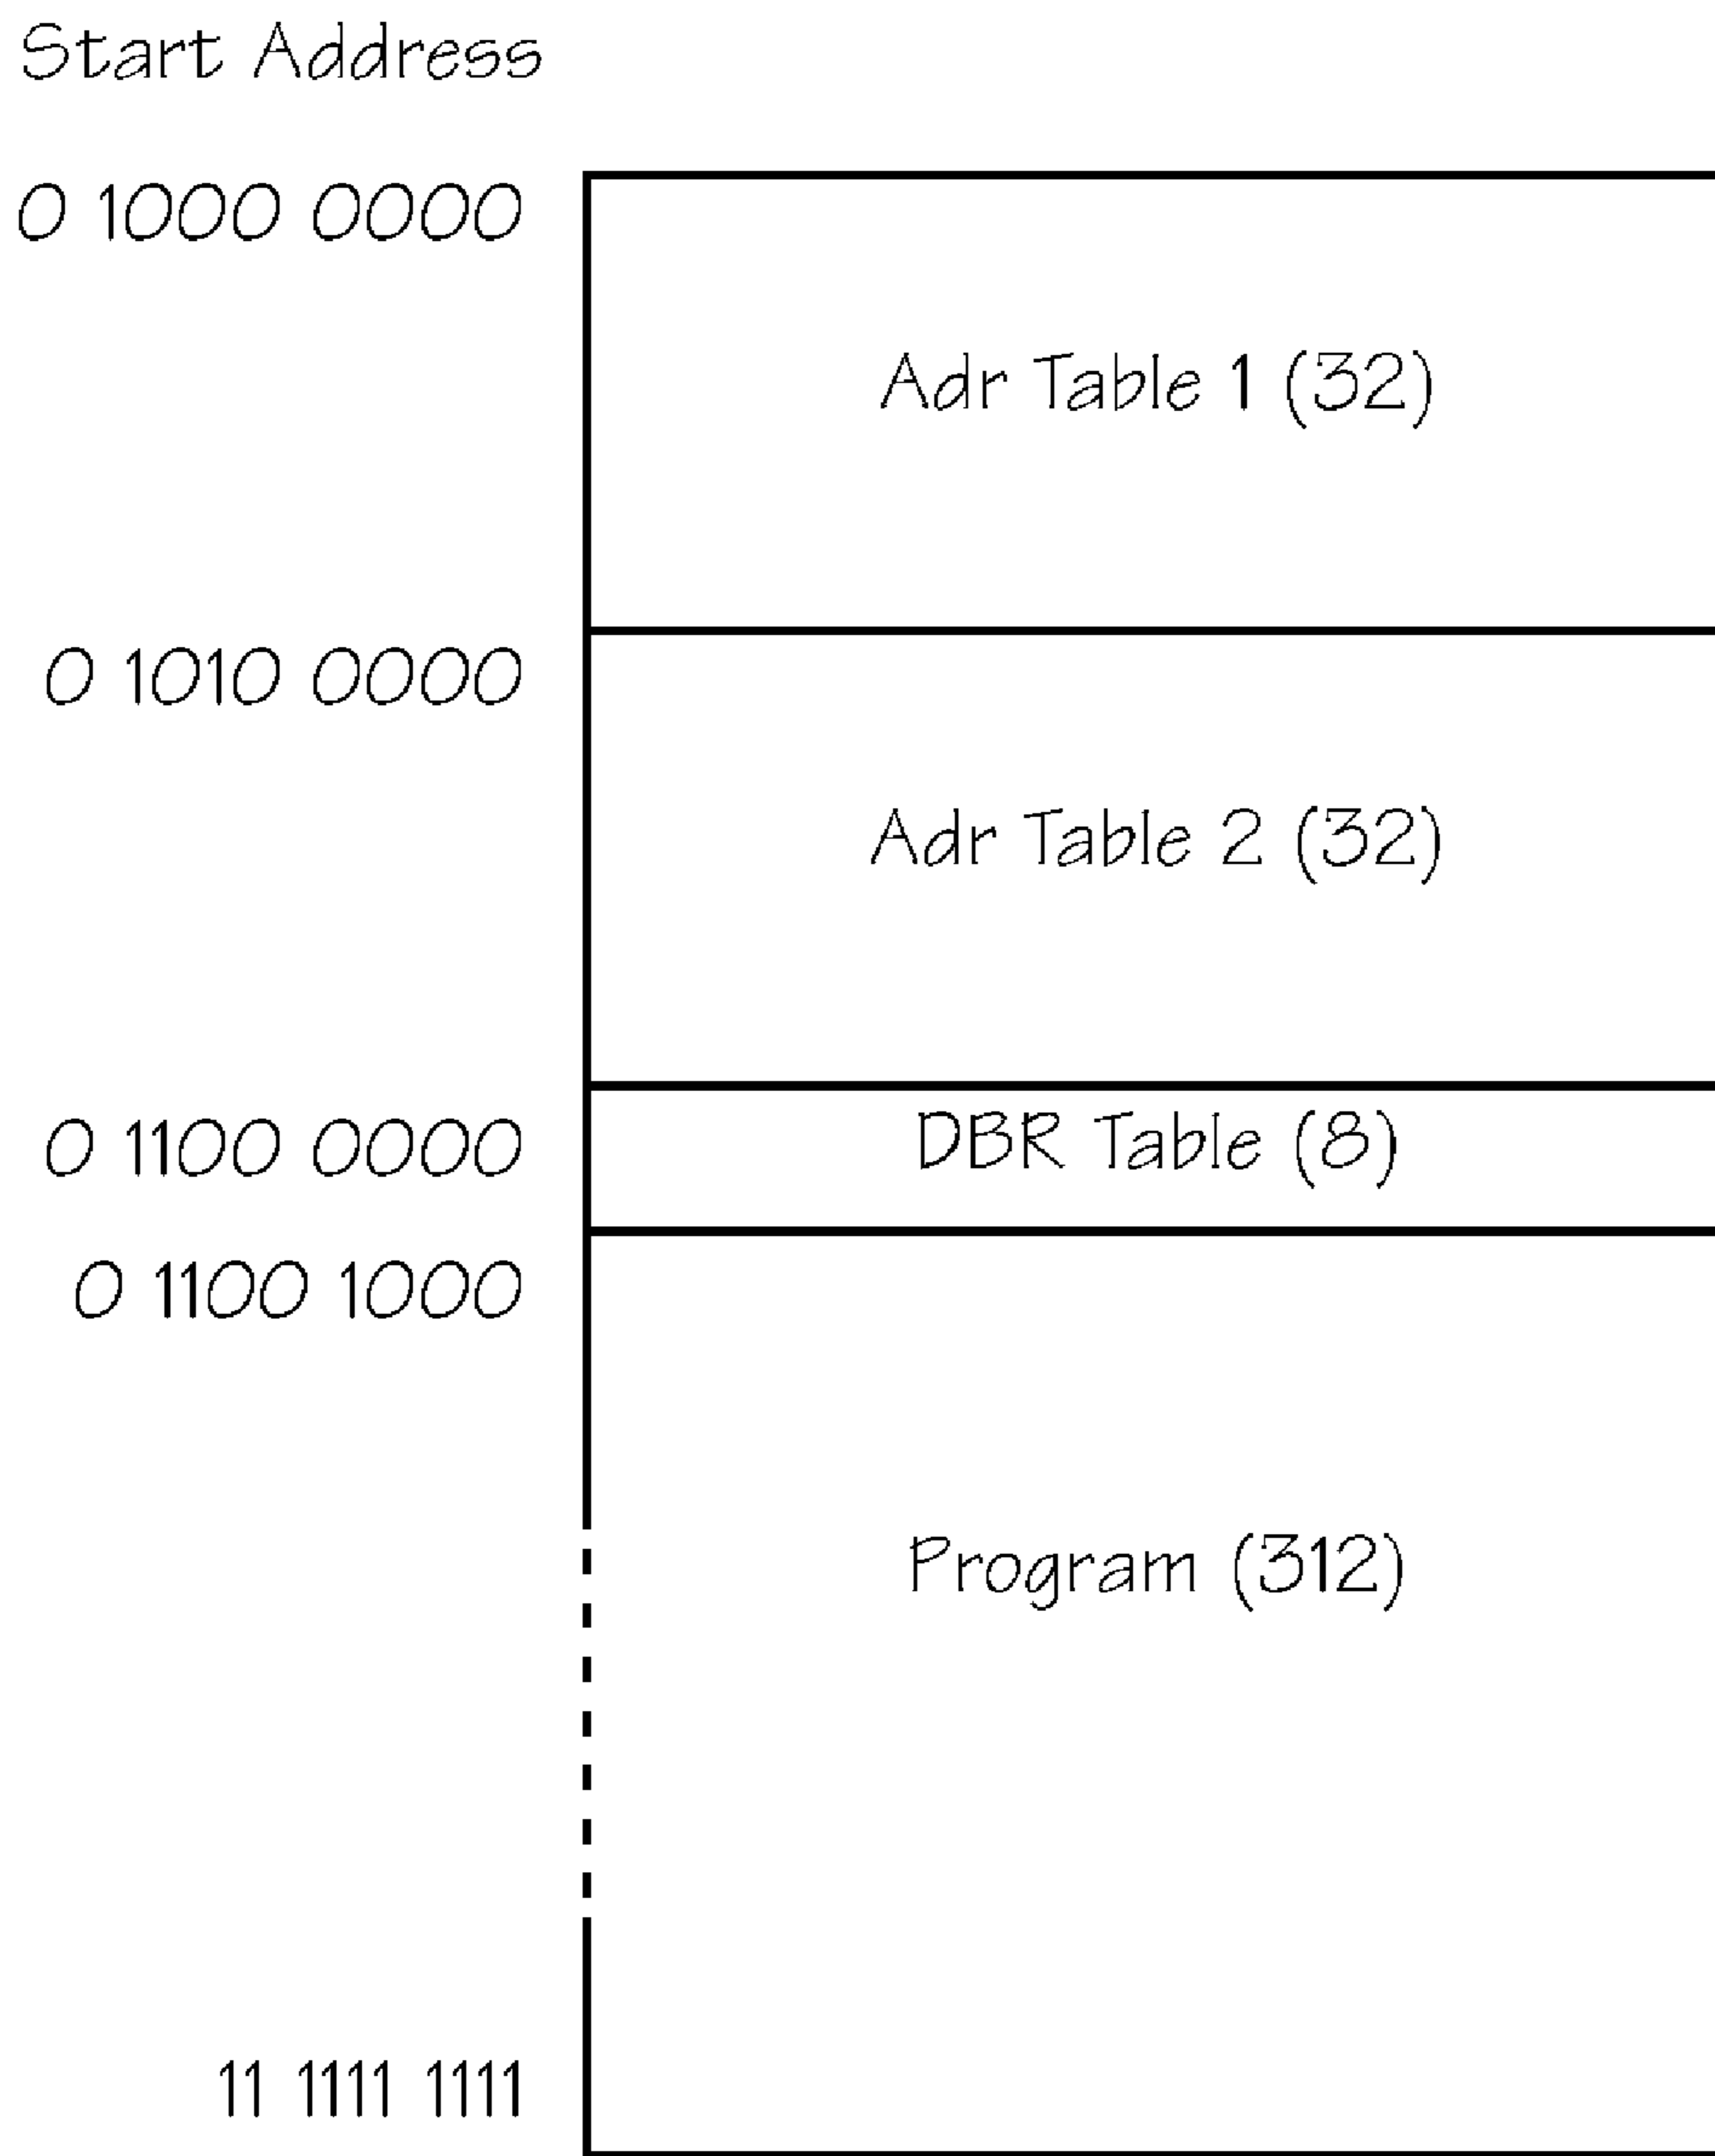 Start Address
0 1000 0000
Adr Table 1 (32)
0 1010 0000
Adr Table 2 (32)
0 1100 0000
DBR Table (8)
0 1100 1000
Program (312)
11 1111 1111